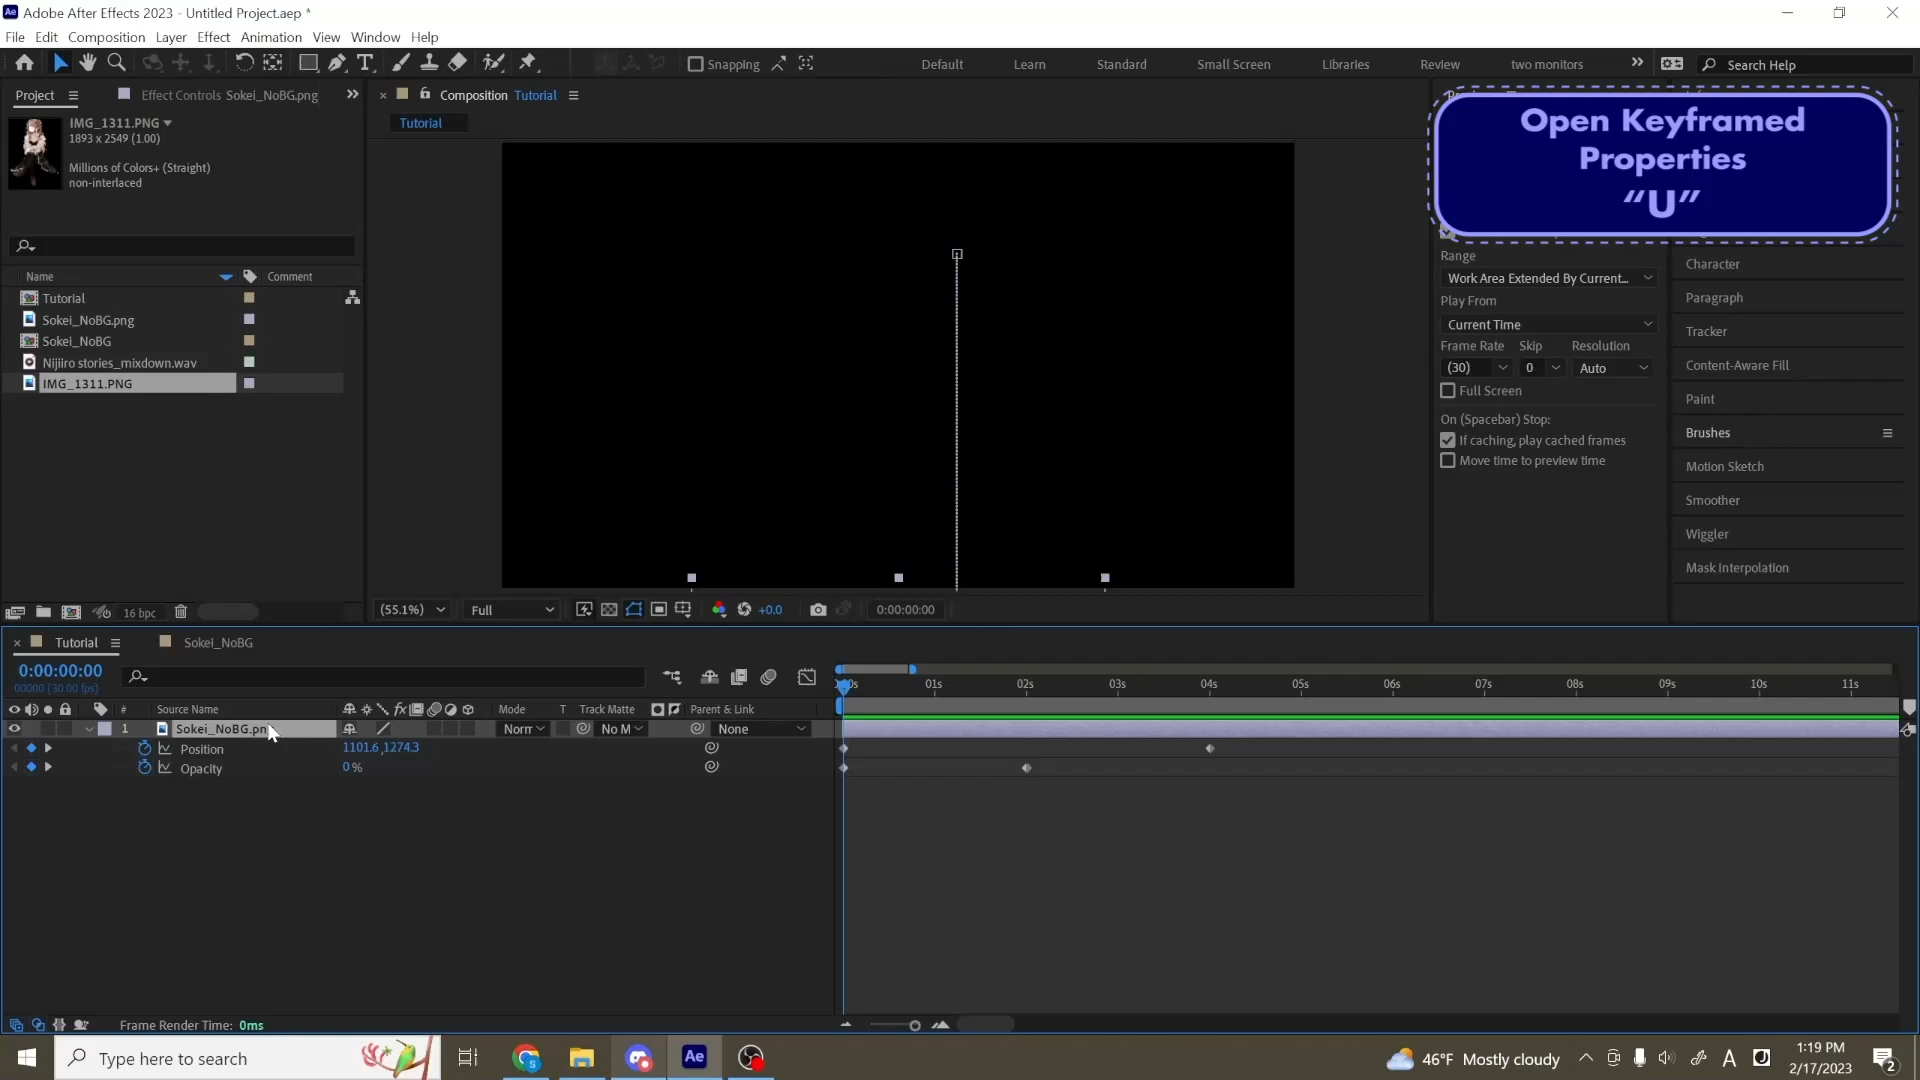 Adobe After Effects 2023 - Untitled Project.aep *
File Edit Composition Layer Effect Animation View Window Help
Snapping
Default Learn Standard Small Screen Libraries Review two monitors
Search Help
Project
Effect Controls Sokei_NoBG.png
Composition Tutorial
Tutorial
IMG_1311.PNG
1893 x 2549 (1.00)
Millions of Colors+ (Straight)
non-interlaced
Name Comment
Tutorial
Sokei_NoBG.png
Sokei_NoBG
Nijiiro stories_mixdown.wav
IMG_1311.PNG
16 bpc
(55.1%) Full +0.0 0:00:00:00
Open Keyframed
Properties
“U”
Range
Work Area Extended By Current...
Play From
Current Time
Frame Rate Skip Resolution
(30) 0 Auto
Full Screen
On (Spacebar) Stop:
If caching, play cached frames
Move time to preview time
Character
Paragraph
Tracker
Content-Aware Fill
Paint
Brushes
Motion Sketch
Smoother
Wiggler
Mask Interpolation
Tutorial Sokei_NoBG
0:00:00:00
00000 (30.00 fps)
01s 02s 03s 04s 05s 06s 07s 08s 09s 10s 11s
# Source Name Mode T Track Matte Parent & Link
1 Sokei_NoBG.pn Norr No M None
Position 1101.6,1274.3
Opacity 0 %
Frame Render Time: 0ms
Type here to search
46°F Mostly cloudy
1:19 PM
2/17/2023
2